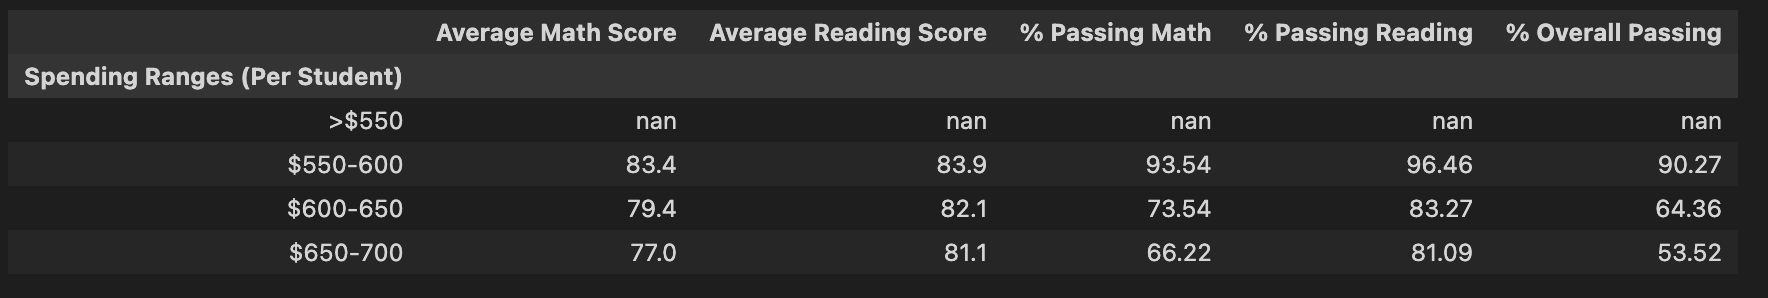 Average Math Score Average Reading Score % Passing Math % Passing Reading % Overall Passing
Spending Ranges (Per Student)
>$550 nan nan nan nan nan
$550-600 83.4 83.9 93.54 96.46 90.27
$600-650 79.4 82.1 73.54 83.27 64.36
$650-700 77.0 81.1 66.22 81.09 53.52